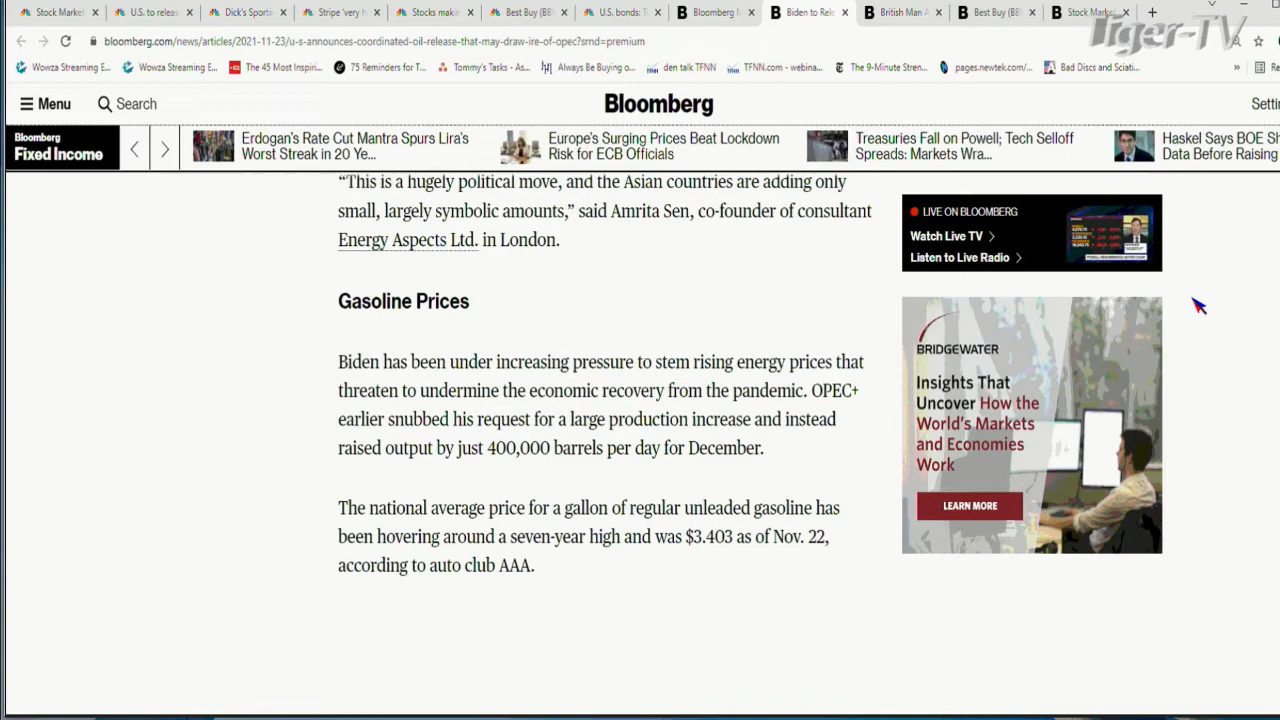 Stock Market
U.S. to releas
Dick's Sporti
Stripe 'very h
Stocks makin
Best Buy (BB
U.S. bonds: T
Bloomberg M
Biden to Rele
British Man A
Best Buy (BB
Stock Market
Tiger-TV
bloomberg.com/news/articles/2021-11-23/u-s-announces-coordinated-oil-release-that-may-draw-ire-of-opec?srnd=premium
Wowza Streaming E...
Wowza Streaming E...
The 45 Most Inspiri...
75 Reminders for T...
Tommy's Tasks - As...
Always Be Buying o...
den talk TFNN
TFNN.com - webina...
The 9-Minute Stren...
pages.newtek.com/...
Bad Discs and Sciati...
»
Re
Menu
Search
Bloomberg
Setti
Bloomberg
Fixed Income
Erdogan's Rate Cut Mantra Spurs Lira's
Worst Streak in 20 Ye...
Europe's Surging Prices Beat Lockdown
Risk for ECB Officials
Treasuries Fall on Powell; Tech Selloff
Spreads: Markets Wra...
Haskel Says BOE Sh
Data Before Raising
“This is a hugely political move, and the Asian countries are adding only
small, largely symbolic amounts,” said Amrita Sen, co-founder of consultant
Energy Aspects Ltd. in London.
Gasoline Prices
Biden has been under increasing pressure to stem rising energy prices that
threaten to undermine the economic recovery from the pandemic. OPEC+
earlier snubbed his request for a large production increase and instead
raised output by just 400,000 barrels per day for December.
The national average price for a gallon of regular unleaded gasoline has
been hovering around a seven-year high and was $3.403 as of Nov. 22,
according to auto club AAA.
LIVE ON BLOOMBERG
Watch Live TV
Listen to Live Radio
BRIDGEWATER
Insights That
Uncover How the
World's Markets
and Economies
Work
LEARN MORE